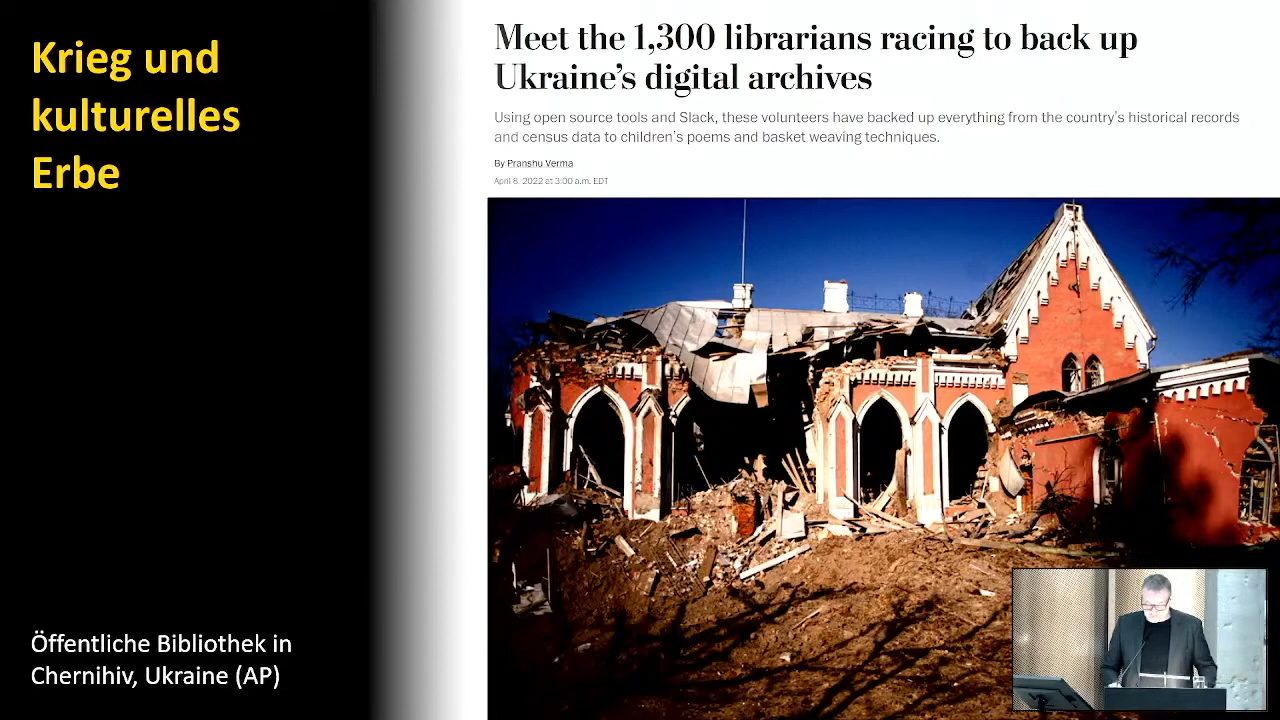 Krieg und
kulturelles
Erbe
Öffentliche Bibliothek in
Chernihiv, Ukraine (AP)
Meet the 1,300 librarians racing to back up
Ukraine's digital archives
Using open source tools and Slack, these volunteers have backed up everything from the country's historical records
and census data to children's poems and basket weaving techniques.
By Pranshu Verma
April 8, 2022 at 3:00 a.m. EDT